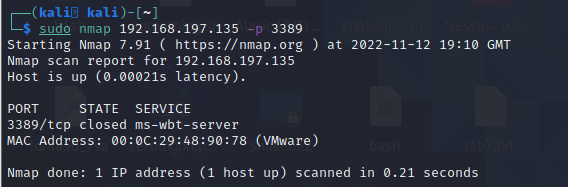 (kali㉿kali)-[~]
$ sudo nmap 192.168.197.135 -p 3389
Starting Nmap 7.91 ( https://nmap.org ) at 2022-11-12 19:10 GMT
Nmap scan report for 192.168.197.135
Host is up (0.00021s latency).
PORT STATE SERVICE
3389/tcp closed ms-wbt-server
MAC Address: 00:0C:29:48:90:78 (VMware)
bash
lab7.txt
Nmap done: 1 IP address (1 host up) scanned in 0.21 seconds